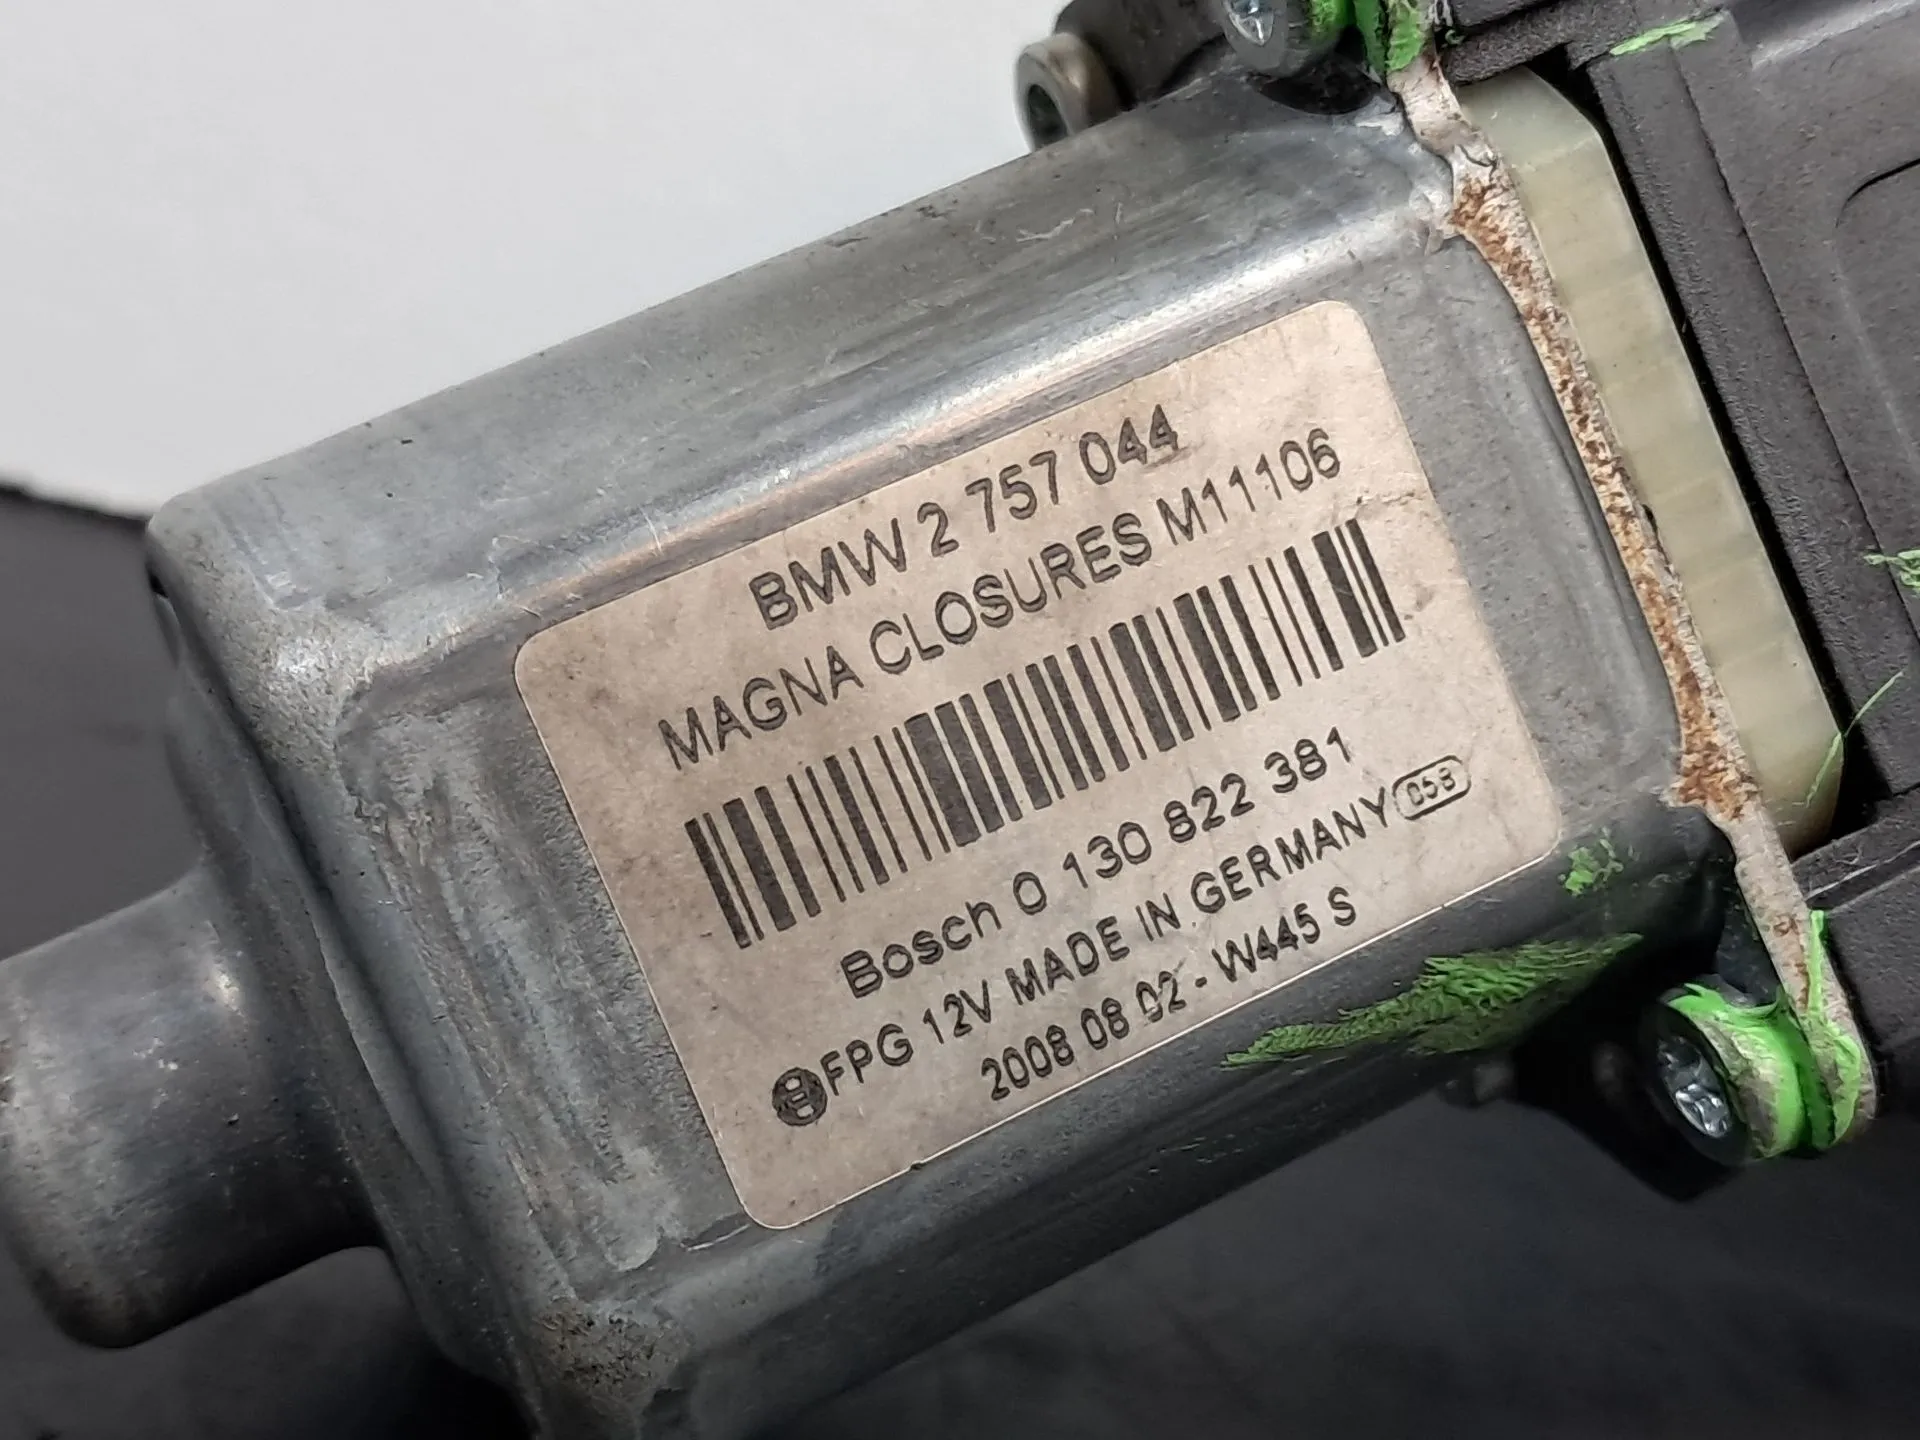 BMW 2 757 044
MAGNA CLOSURES M11106
Bosch 0 130 822 381
FPG 12V MADE IN GERMANY 058
2008 08 02 - W445 S